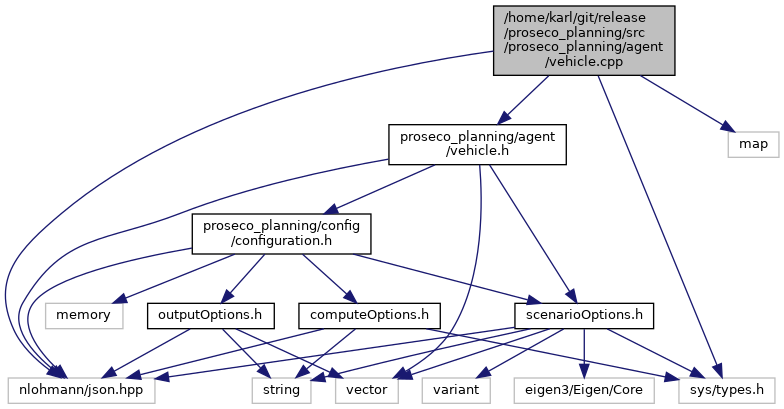 /home/karl/git/release
/proseco_planning/src
/proseco_planning/agent
/vehicle.cpp
proseco_planning/agent
/vehicle.h
map
proseco_planning/config
/configuration.h
memory
outputOptions.h
computeOptions.h
scenarioOptions.h
nlohmann/json.hpp
string
vector
variant
eigen3/Eigen/Core
sys/types.h